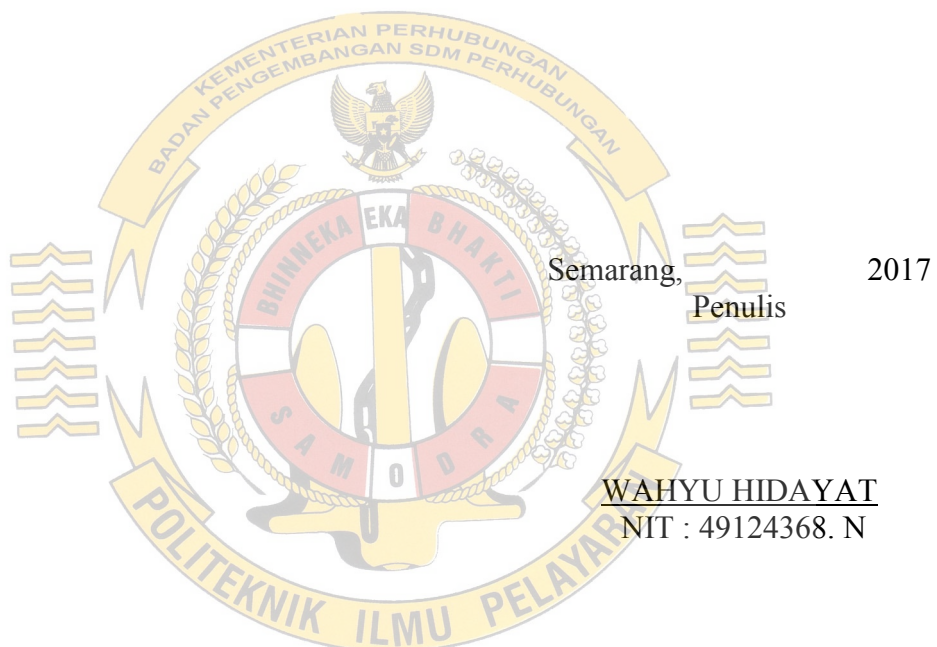 KEMENTERIAN PERHUBUNGAN
BADAN PENGEMBANGAN SDM PERHUBUNGAN
BHINNEKA EKA BHAKTI
SAMODRA
POLITEKNIK ILMU PELAYARAN
Semarang, 2017
Penulis
WAHYU HIDAYAT
NIT : 49124368. N